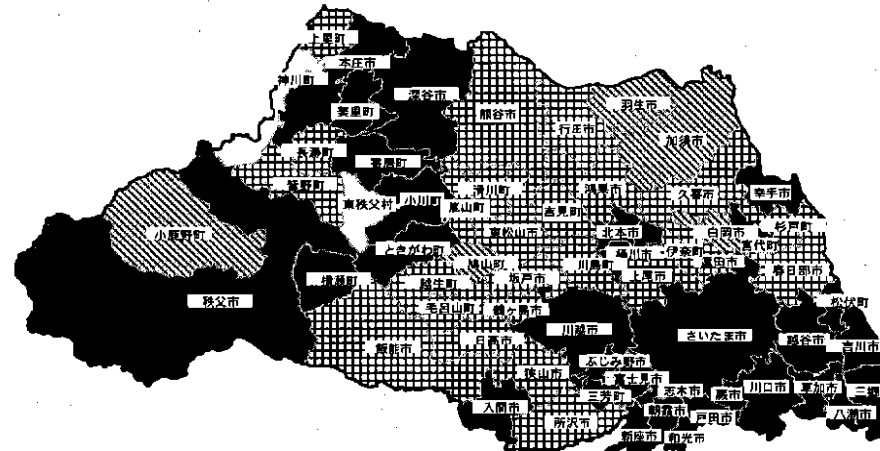 上里町
本庄市
神川町
深谷市
美里町
熊谷市
羽生市
行田市
加須市
長瀞町
寄居町
皆野町
小川町
滑川町
鴻巣市
久喜市
幸手市
東秩父村
嵐山町
吉見町
小鹿野町
東松山市
北本市
白岡市
杉戸町
ときがわ町
桶川市
伊奈町
宮代町
鳩山町
川島町
蓮田市
春日部市
横瀬町
越生町
坂戸市
上尾市
秩父市
毛呂山町
鶴ヶ島市
松伏町
川越市
さいたま市
越谷市
吉川市
飯能市
日高市
ふじみ野市
狭山市
富士見市
三芳町
志木市
蕨市
川口市
草加市
三郷
入間市
朝霞市
戸田市
八潮市
所沢市
新座市
和光市